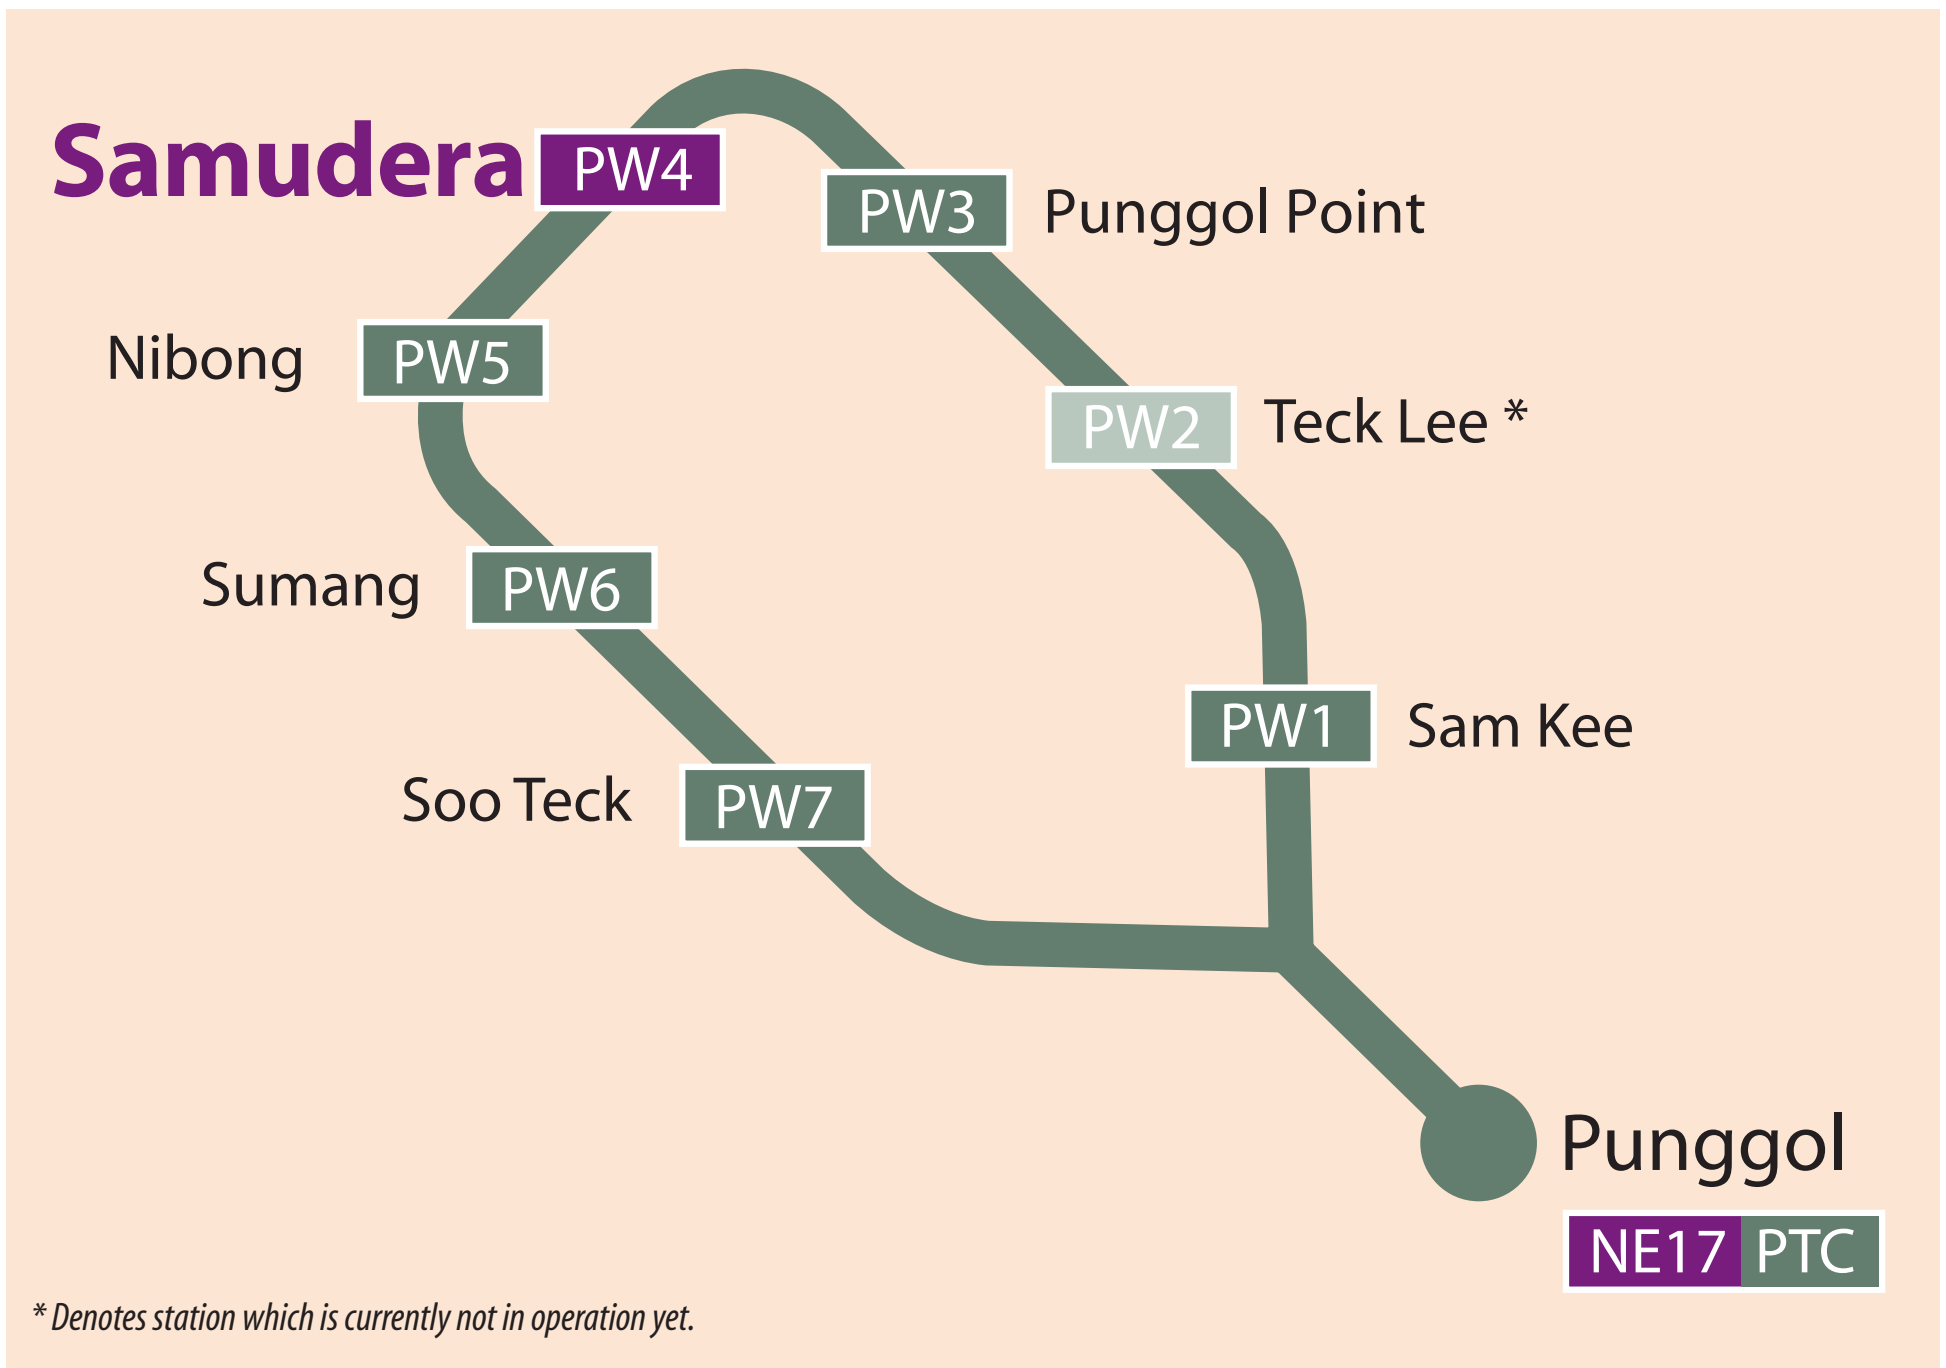 Samudera PW4
PW3 Punggol Point
Nibong PW5
PW2 Teck Lee *
Sumang PW6
PW1 Sam Kee
Soo Teck PW7
Punggol
NE17 PTC
* Denotes station which is currently not in operation yet.